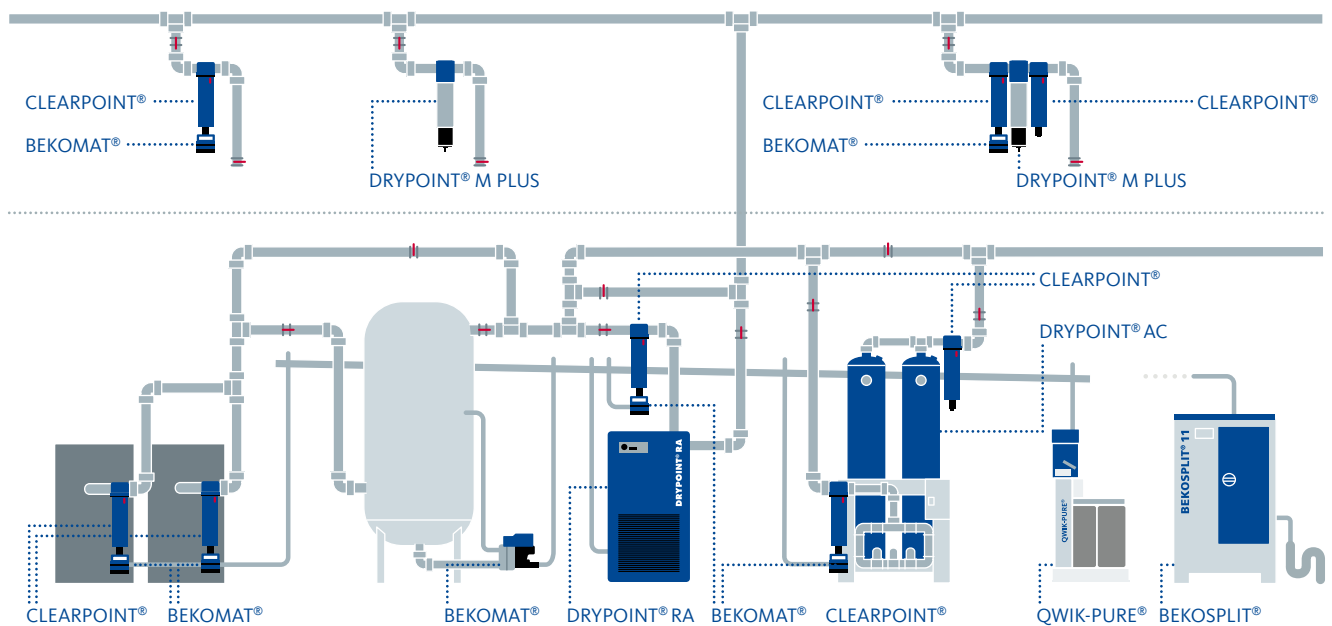 CLEARPOINT®
BEKOMAT®
DRYPOINT® M PLUS
CLEARPOINT®
CLEARPOINT®
BEKOMAT®
DRYPOINT® M PLUS
CLEARPOINT®
DRYPOINT® AC
DRYPOINT® RA
QWIK-PURE®
BEKOSPLIT® 11
CLEARPOINT®
BEKOMAT®
BEKOMAT®
DRYPOINT® RA
BEKOMAT®
CLEARPOINT®
QWIK-PURE®
BEKOSPLIT®